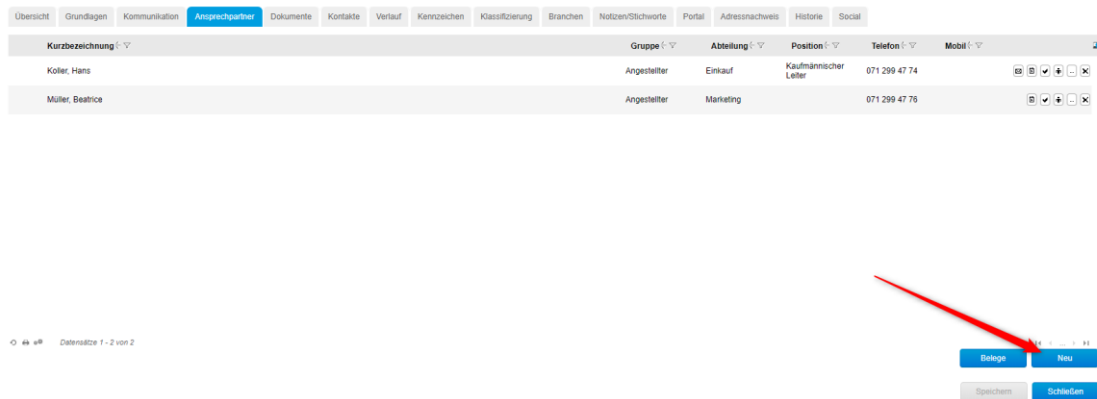 Übersicht Grundlagen Kommunikation Ansprechpartner Dokumente Kontakte Verlauf Kennzeichen Klassifizierung Branchen Notizen/Stichworte Portal Adressnachweis Historie Social
Kurzbezeichnung Gruppe Abteilung Position Telefon Mobil
Koller, Hans Angestellter Einkauf Kaufmännischer Leiter 071 299 47 74
Müller, Beatrice Angestellter Marketing 071 299 47 76
Datensätze 1 - 2 von 2
Belege Neu
Speichern Schließen